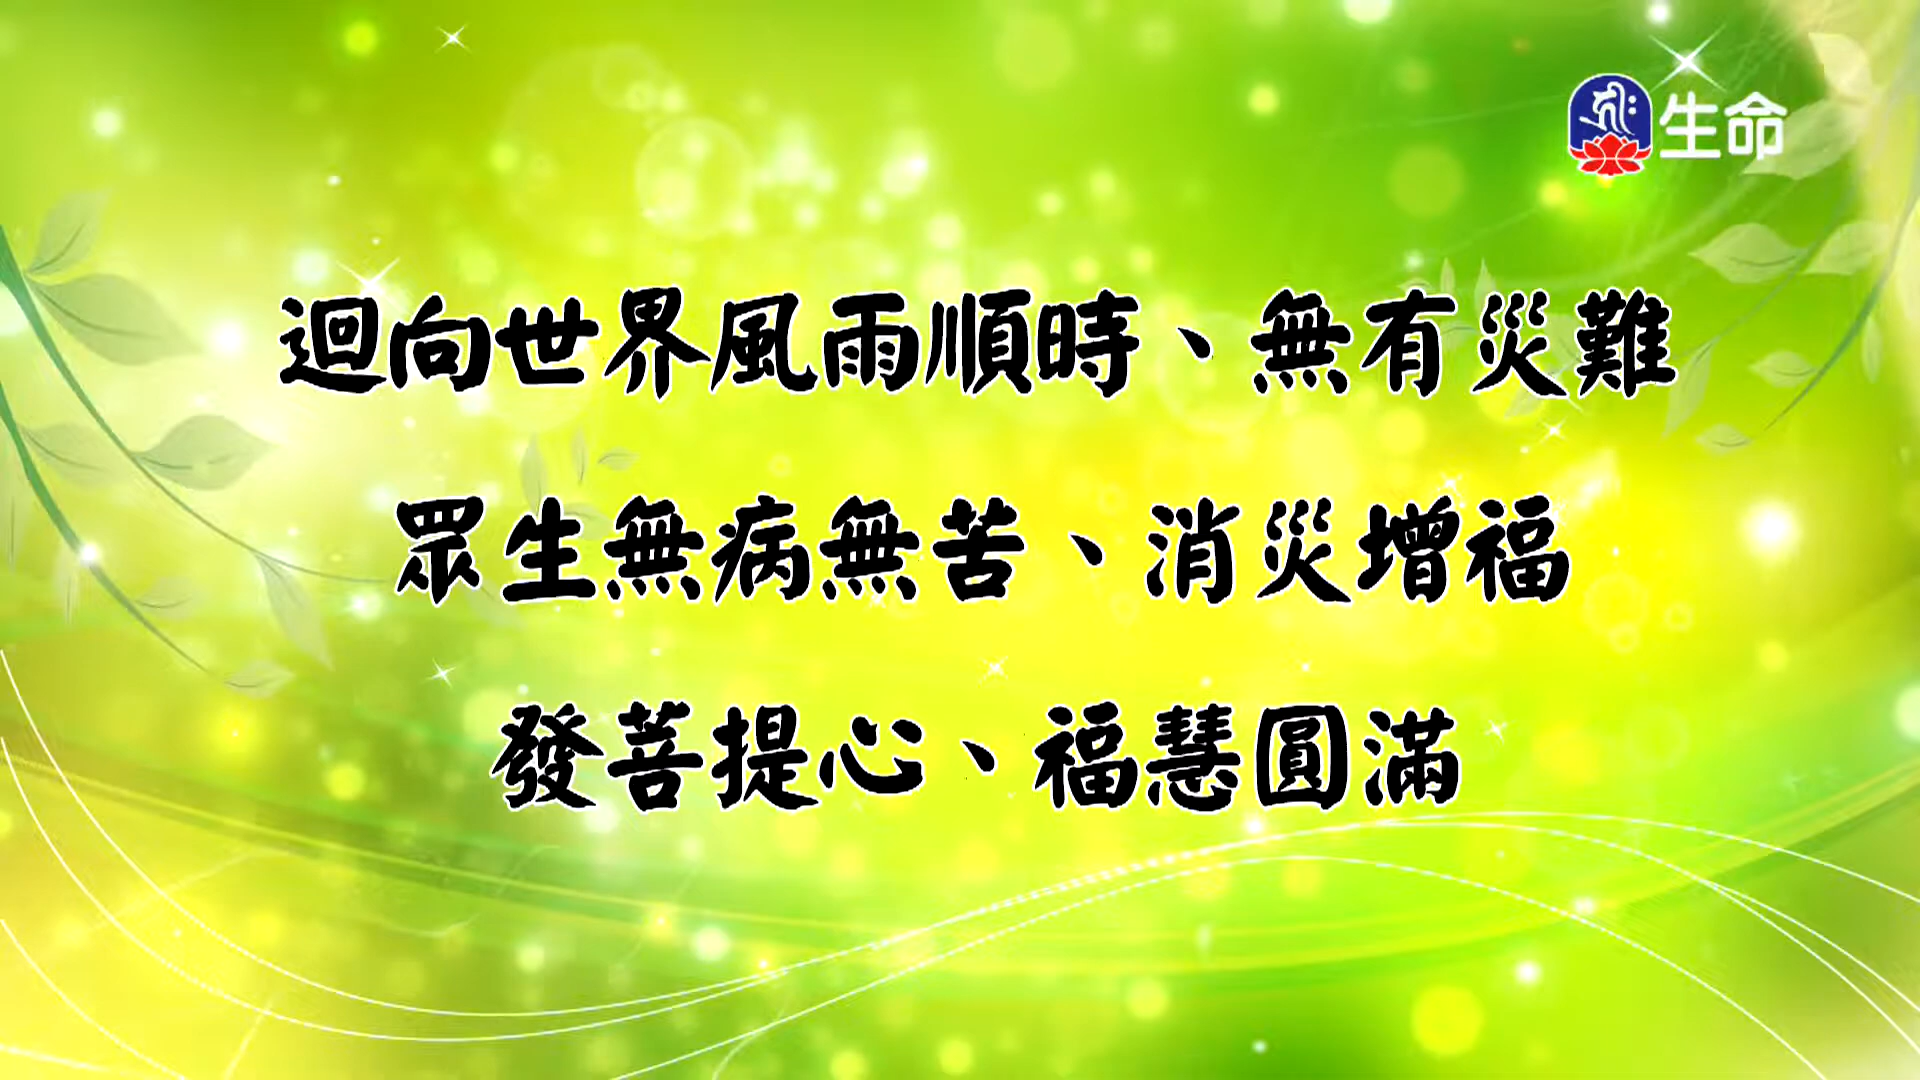 生命
迴向世界風雨順時、無有災難
眾生無病無苦、消災增福
發菩提心、福慧圓滿